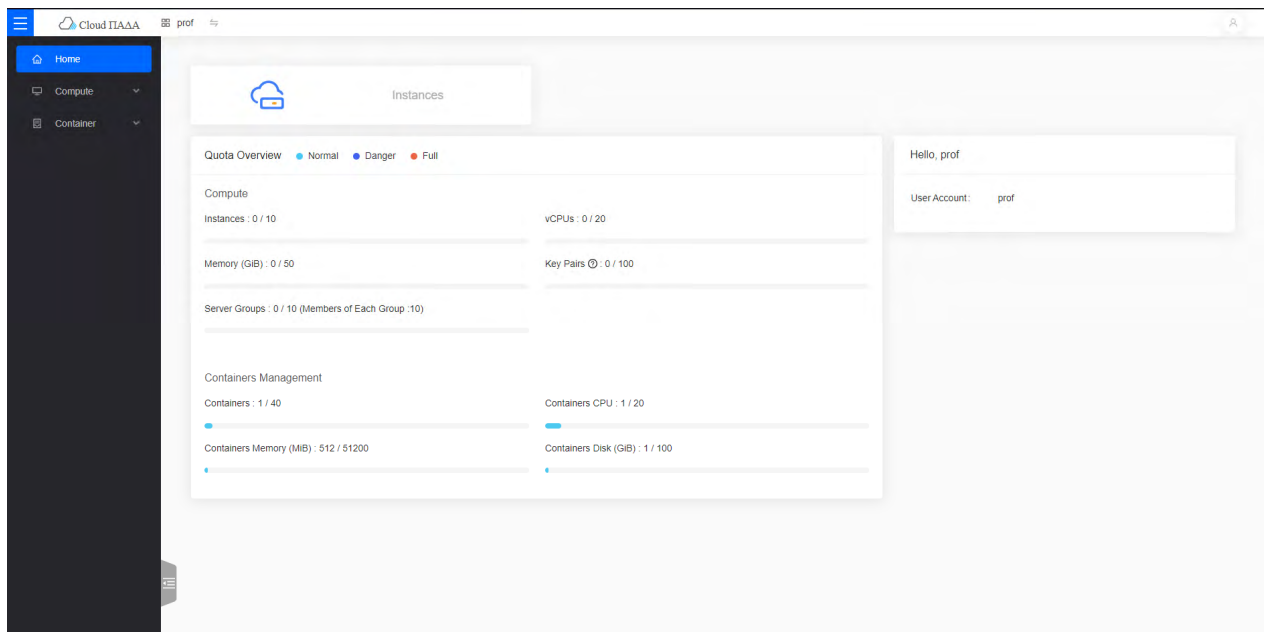 Cloud ΠΑΔΑ
prof
Home
Compute
Container
Instances
Quota Overview Normal Danger Full
Compute
Instances : 0 / 10
vCPUs : 0 / 20
Memory (GiB) : 0 / 50
Key Pairs : 0 / 100
Server Groups : 0 / 10 (Members of Each Group :10)
Containers Management
Containers : 1 / 40
Containers CPU : 1 / 20
Containers Memory (MiB) : 512 / 51200
Containers Disk (GiB) : 1 / 100
Hello, prof
User Account : prof